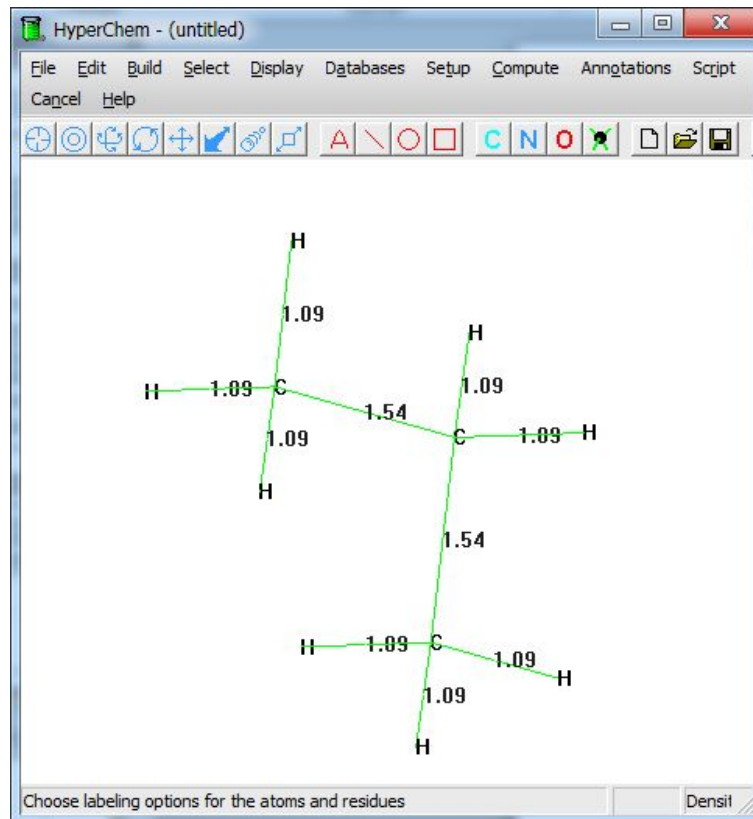 HyperChem - (untitled)
File Edit Build Select Display Databases Setup Compute Annotations Script
Cancel Help
A C N O
H
1.09
H
H 1.09 C
1.09
1.54
1.09 C 1.09 H
H
1.54
H 1.09 C
1.09 H
1.09
H
Choose labeling options for the atoms and residues Densit